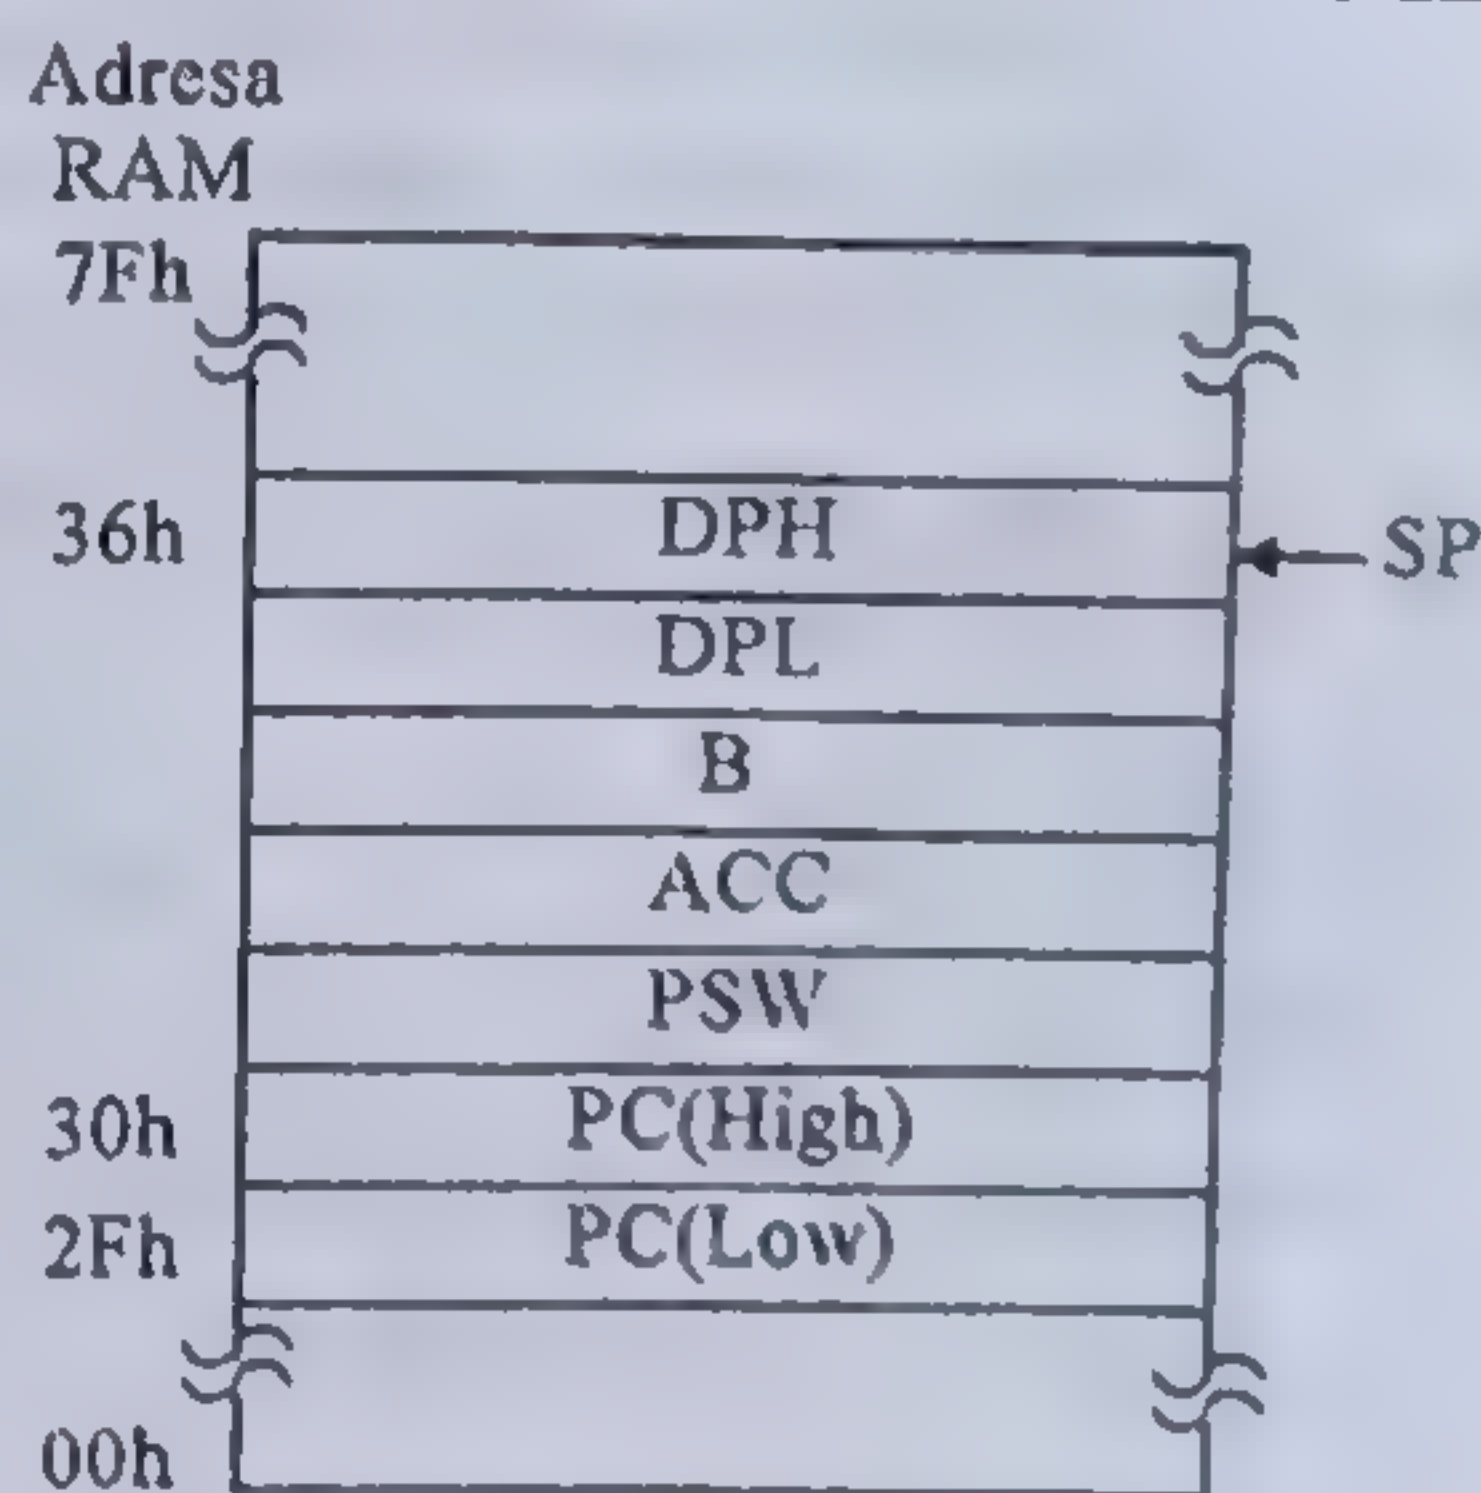 Adresa
RAM
7Fh
36h DPH SP
DPL
B
ACC
PSW
30h PC(High)
2Fh PC(Low)
00h